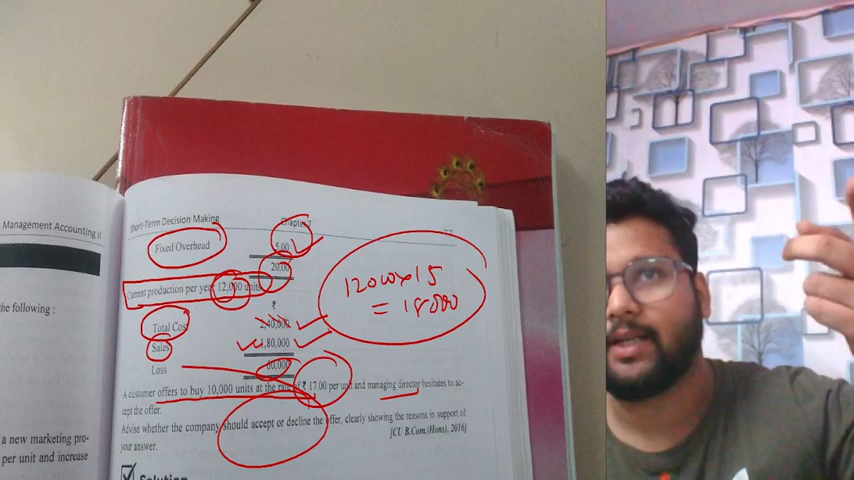 Management Accounting II
the following :
a new marketing pro-
per unit and increase
Short-Term Decision Making
Chapter 7
Fixed Overhead 5.00
20.00
Current production per year 12,000 units
₹
Total Cost 2,40,000
Sales 1,80,000
Loss 60,000
A customer offers to buy 10,000 units at the rate of ₹ 17.00 per unit and managing director hesitates to ac-
cept the offer.
Advise whether the company should accept or decline the offer, clearly showing the reasons in support of
your answer.
[CU B.Com.(Hons), 2016]
Solution
12000 x 15
= 18000